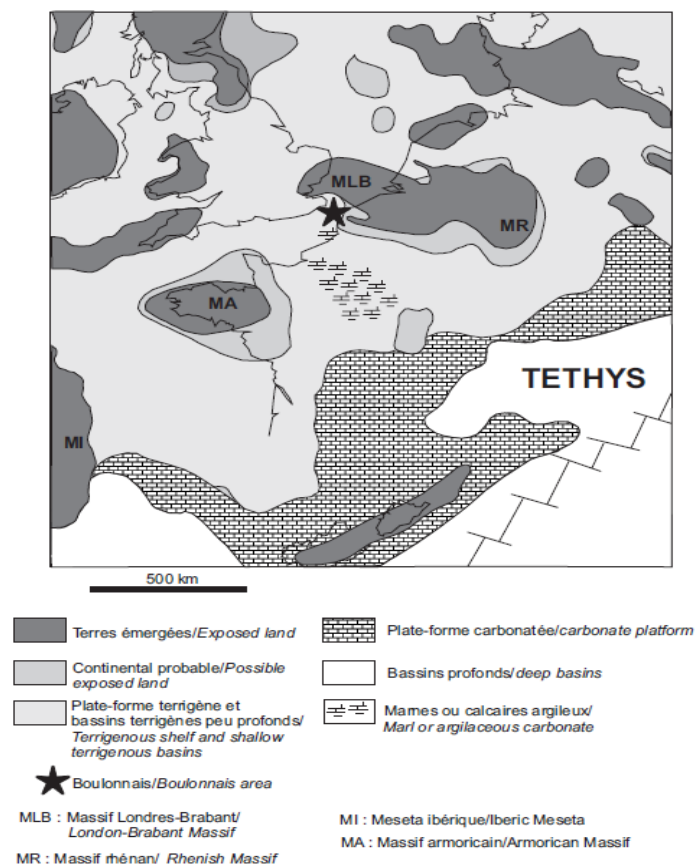 MLB
MR
MA
TETHYS
MI
500 km
Terres émergées/Exposed land
Continental probable/Possible
exposed land
Plate-forme terrigène et
bassins terrigènes peu profonds/
Terrigenous shelf and shallow
terrigenous basins
Boulonnais/Boulonnais area
MLB : Massif Londres-Brabant/
London-Brabant Massif
MR : Massif rhénan/ Rhenish Massif
Plate-forme carbonatée/carbonate platform
Bassins profonds/deep basins
Marnes ou calcaires argileux/
Marl or argilaceous carbonate
MI : Meseta ibérique/Iberic Meseta
MA : Massif armoricain/Armorican Massif